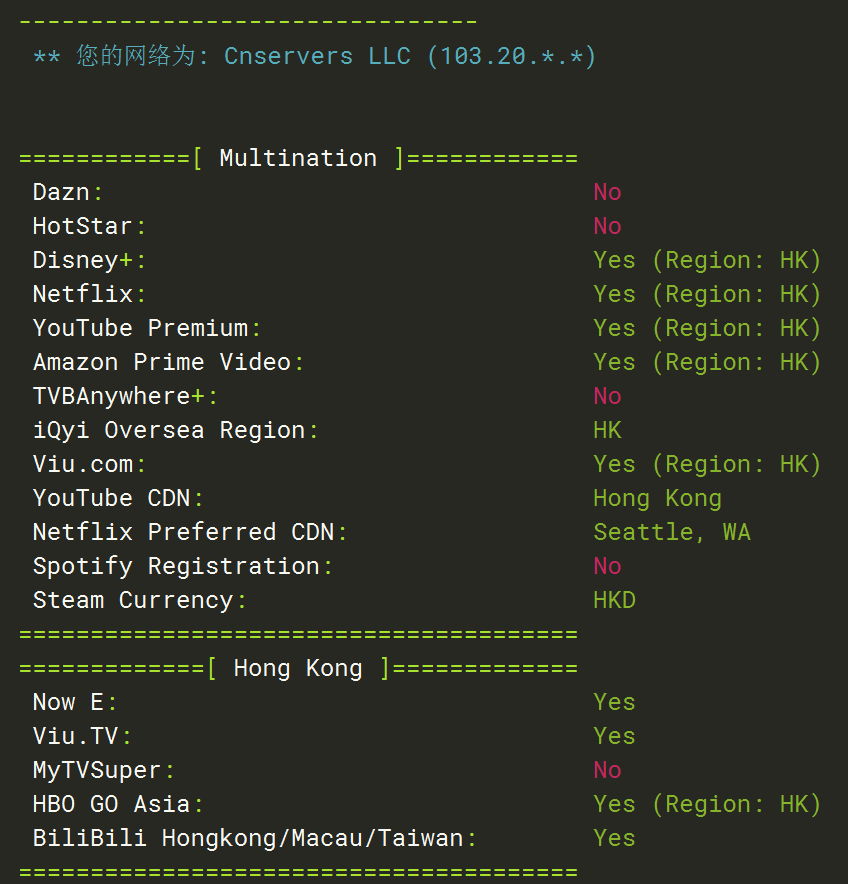 --------------------------------
** 您的网络为: Cnservers LLC (103.20.*.*)
============[ Multination ]============
Dazn: No
HotStar: No
Disney+: Yes (Region: HK)
Netflix: Yes (Region: HK)
YouTube Premium: Yes (Region: HK)
Amazon Prime Video: Yes (Region: HK)
TVBAnywhere+: No
iQyi Oversea Region: HK
Viu.com: Yes (Region: HK)
YouTube CDN: Hong Kong
Netflix Preferred CDN: Seattle, WA
Spotify Registration: No
Steam Currency: HKD
=======================================
=============[ Hong Kong ]=============
Now E: Yes
Viu.TV: Yes
MyTVSuper: No
HBO GO Asia: Yes (Region: HK)
BiliBili Hongkong/Macau/Taiwan: Yes
=======================================